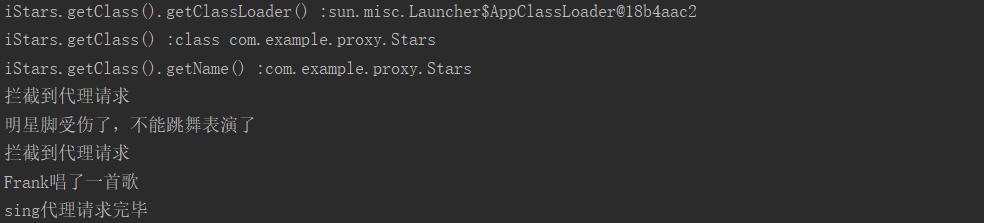 iStars.getClass().getClassLoader() :sun.misc.Launcher$AppClassLoader@18b4aac2
iStars.getClass() :class com.example.proxy.Stars
iStars.getClass().getName() :com.example.proxy.Stars
拦截到代理请求
明星脚受伤了，不能跳舞表演了
拦截到代理请求
Frank唱了一首歌
sing代理请求完毕